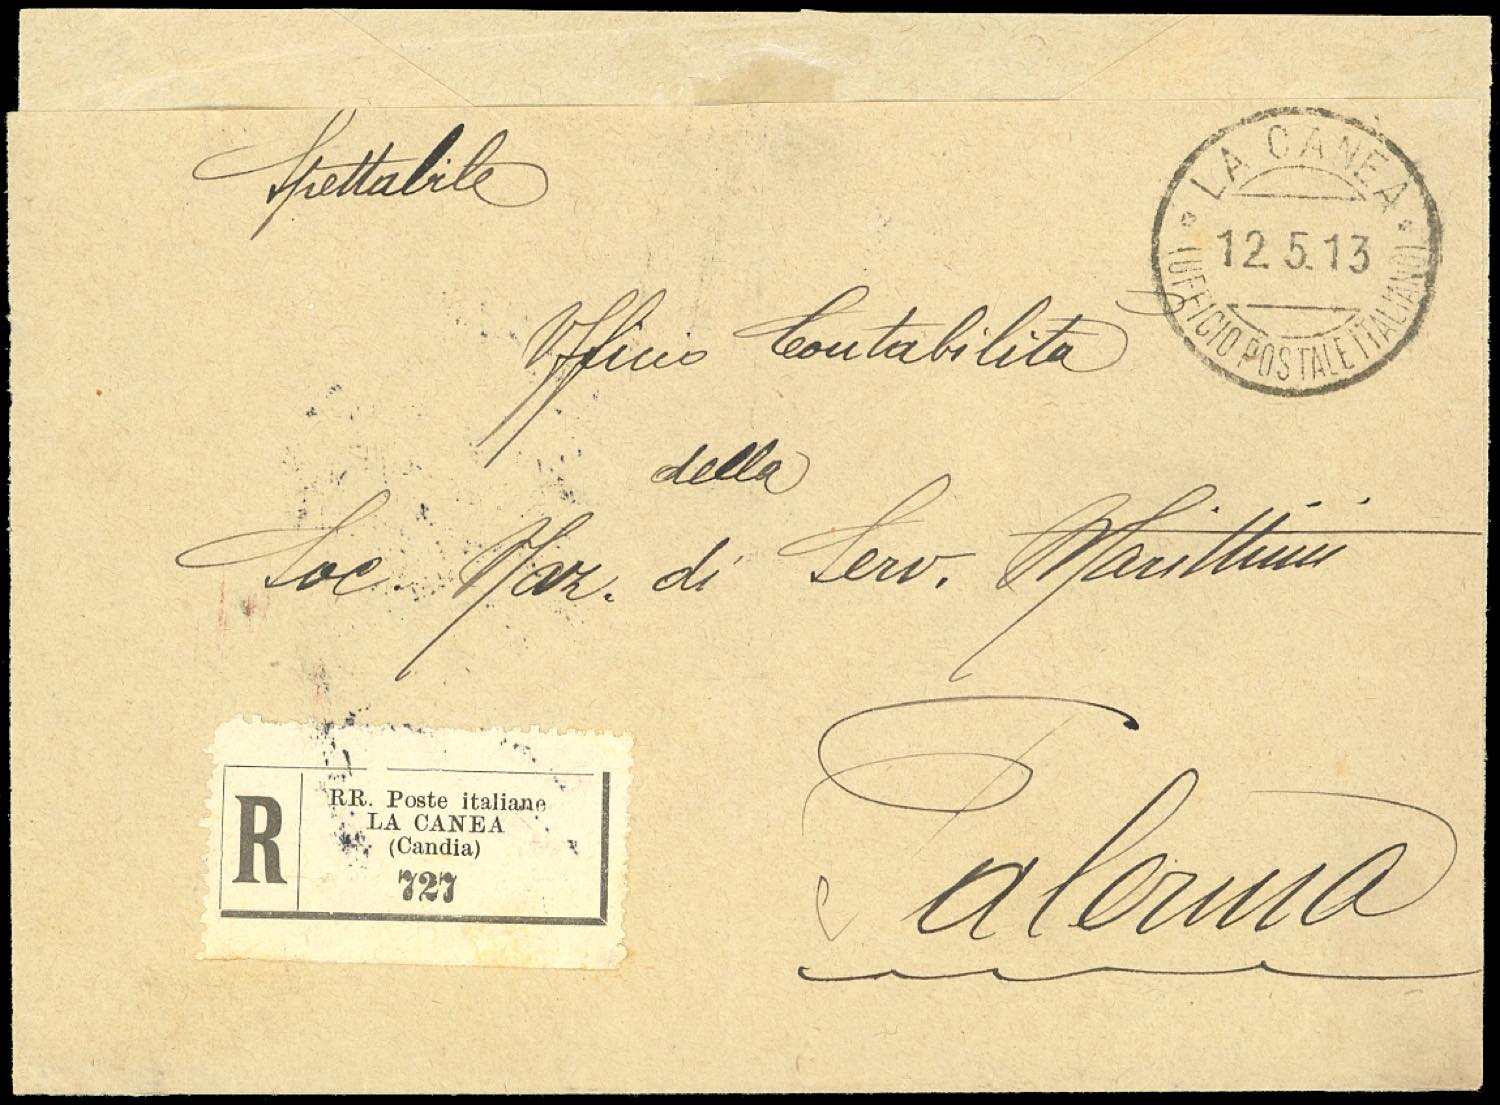 Spettabile
LA CANEA
12.5.13
(UFFICIO POSTALE ITALIANO)
Ufficio Contabilita
della
Soc. Naz. di Serv. Marittimi
Palermo
R
RR. Poste italiane
LA CANEA
(Candia)
727